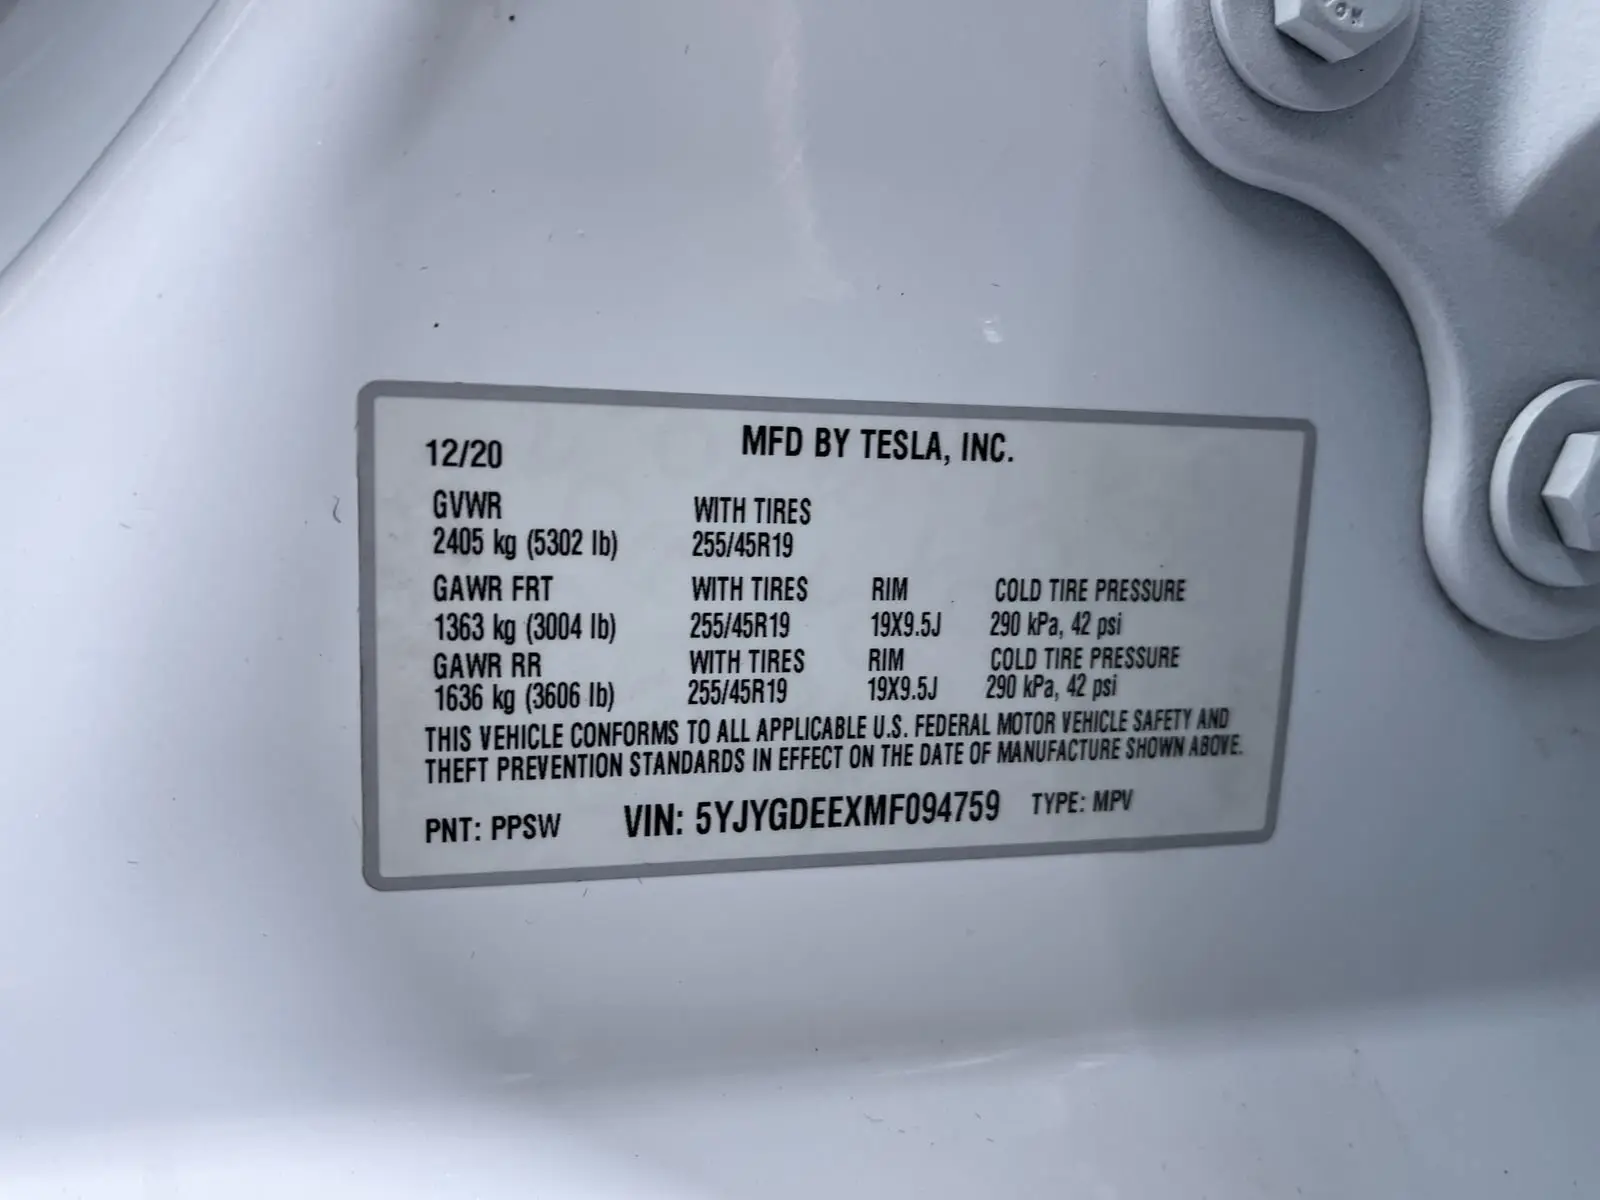 12/20 MFD BY TESLA, INC.
GVWR WITH TIRES
2405 kg (5302 lb) 255/45R19
GAWR FRT WITH TIRES RIM COLD TIRE PRESSURE
1363 kg (3004 lb) 255/45R19 19X9.5J 290 kPa, 42 psi
GAWR RR WITH TIRES RIM COLD TIRE PRESSURE
1636 kg (3606 lb) 255/45R19 19X9.5J 290 kPa, 42 psi
THIS VEHICLE CONFORMS TO ALL APPLICABLE U.S. FEDERAL MOTOR VEHICLE SAFETY AND
THEFT PREVENTION STANDARDS IN EFFECT ON THE DATE OF MANUFACTURE SHOWN ABOVE.
PNT: PPSW VIN: 5YJYGDEEXMF094759 TYPE: MPV